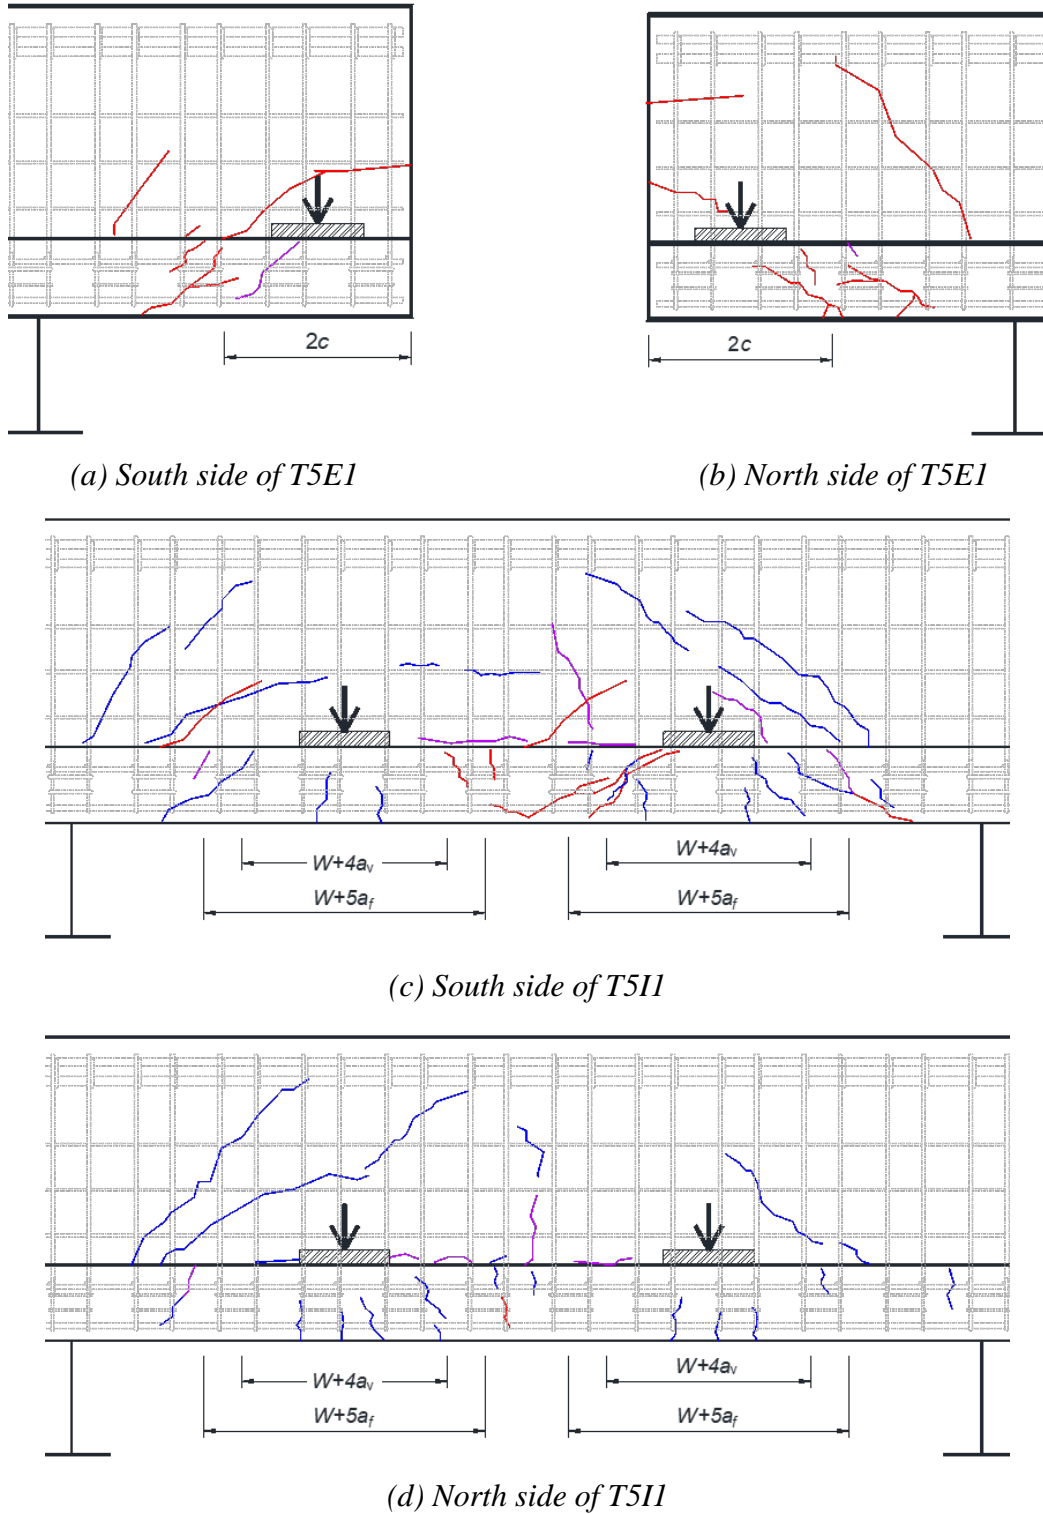 2c
2c
(a) South side of T5E1
(b) North side of T5E1
W+4av
W+4av
W+5af
W+5af
(c) South side of T5I1
W+4av
W+4av
W+5af
W+5af
(d) North side of T5I1